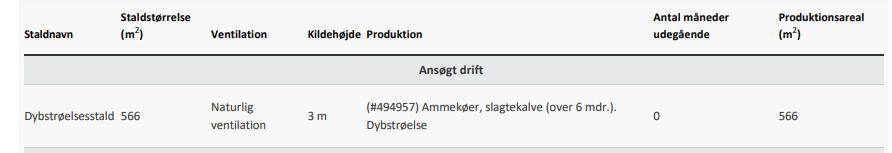 Staldnavn Staldstørrelse (m²) Ventilation Kildehøjde Produktion Antal måneder udegående Produktionsareal (m²)
Ansøgt drift
Dybstrøelsesstald 566 Naturlig ventilation 3 m (#494957) Ammekøer, slagtekalve (over 6 mdr.). Dybstrøelse 0 566